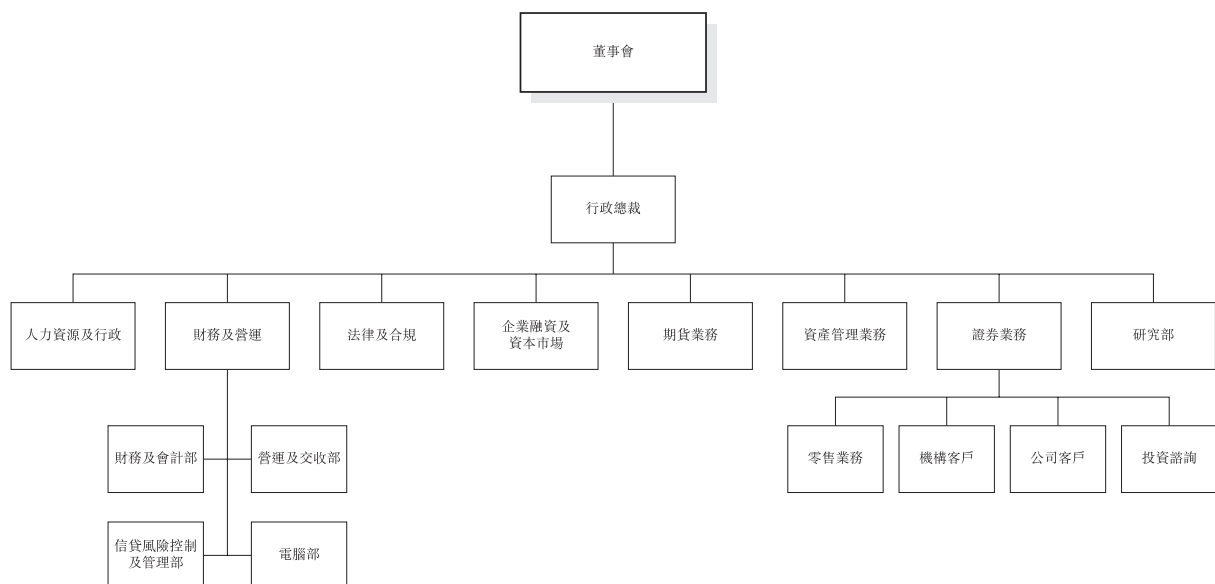 董事會
行政總裁
人力資源及行政
財務及營運
法律及合規
企業融資及
資本市場
期貨業務
資產管理業務
證券業務
研究部
財務及會計部
營運及交收部
零售業務
機構客戶
公司客戶
投資諮詢
信貸風險控制
及管理部
電腦部